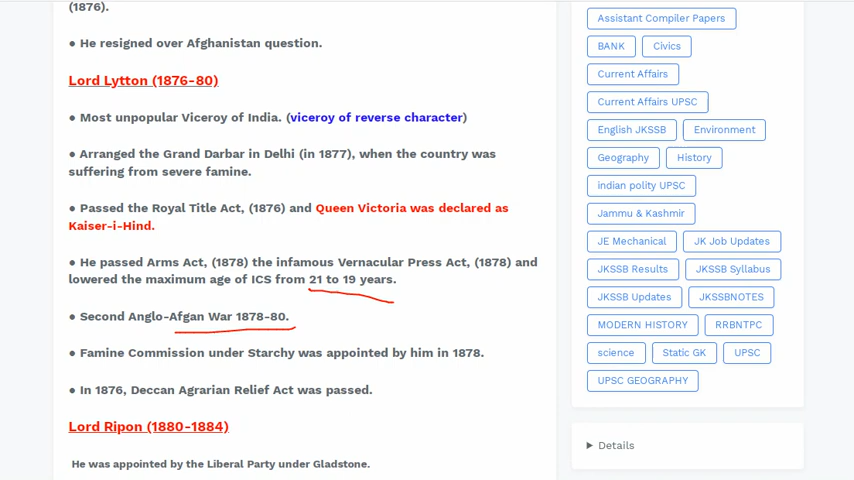 (1876).
● He resigned over Afghanistan question.
Lord Lytton (1876-80)
● Most unpopular Viceroy of India. (viceroy of reverse character)
● Arranged the Grand Darbar in Delhi (in 1877), when the country was
suffering from severe famine.
● Passed the Royal Title Act, (1876) and Queen Victoria was declared as
Kaiser-i-Hind.
● He passed Arms Act, (1878) the infamous Vernacular Press Act, (1878) and
lowered the maximum age of ICS from 21 to 19 years.
● Second Anglo-Afgan War 1878-80.
● Famine Commission under Starchy was appointed by him in 1878.
● In 1876, Deccan Agrarian Relief Act was passed.
Lord Ripon (1880-1884)
He was appointed by the Liberal Party under Gladstone.
Assistant Compiler Papers
BANK Civics
Current Affairs
Current Affairs UPSC
English JKSSB Environment
Geography History
indian polity UPSC
Jammu & Kashmir
JE Mechanical JK Job Updates
JKSSB Results JKSSB Syllabus
JKSSB Updates JKSSBNOTES
MODERN HISTORY RRBNTPC
science Static GK UPSC
UPSC GEOGRAPHY
▶ Details